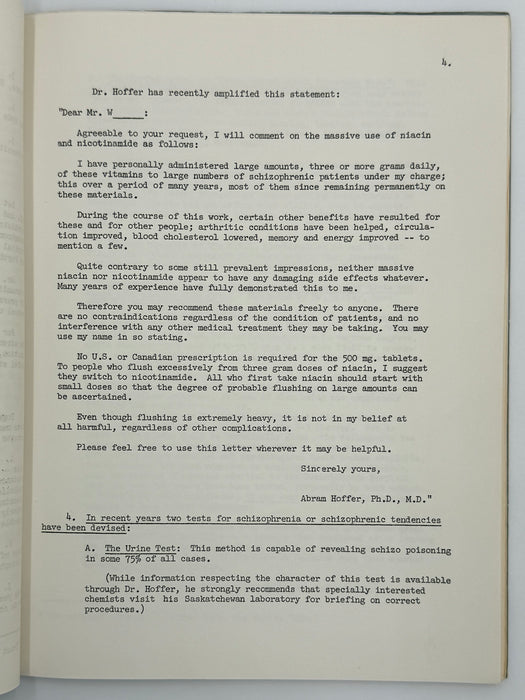 4.
Dr. Hoffer has recently amplified this statement:
"Dear Mr. W_____:
Agreeable to your request, I will comment on the massive use of niacin
and nicotinamide as follows:
I have personally administered large amounts, three or more grams daily,
of these vitamins to large numbers of schizophrenic patients under my charge;
this over a period of many years, most of them since remaining permanently on
these materials.
During the course of this work, certain other benefits have resulted for
these and for other people; arthritic conditions have been helped, circula-
tion improved, blood cholesterol lowered, memory and energy improved -- to
mention a few.
Quite contrary to some still prevalent impressions, neither massive
niacin nor nicotinamide appear to have any damaging side effects whatever.
Many years of experience have fully demonstrated this to me.
Therefore you may recommend these materials freely to anyone. There
are no contraindications regardless of the condition of patients, and no
interference with any other medical treatment they may be taking. You may
use my name in so stating.
No U.S. or Canadian prescription is required for the 500 mg. tablets.
To people who flush excessively from three gram doses of niacin, I suggest
they switch to nicotinamide. All who first take niacin should start with
small doses so that the degree of probable flushing on large amounts can
be ascertained.
Even though flushing is extremely heavy, it is not in my belief at
all harmful, regardless of other complications.
Please feel free to use this letter wherever it may be helpful.
Sincerely yours,
Abram Hoffer, Ph.D., M.D."
4. In recent years two tests for schizophrenia or schizophrenic tendencies
have been devised:
A. The Urine Test: This method is capable of revealing schizo poisoning
in some 75% of all cases.
(While information respecting the character of this test is available
through Dr. Hoffer, he strongly recommends that specially interested
chemists visit his Saskatchewan laboratory for briefing on correct
procedures.)